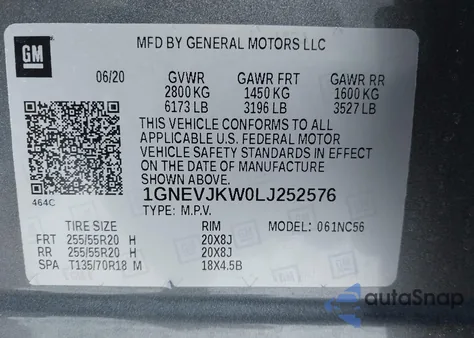 GM
MFD BY GENERAL MOTORS LLC
06/20 GVWR GAWR FRT GAWR RR
2800 KG 1450 KG 1600 KG
6173 LB 3196 LB 3527 LB
THIS VEHICLE CONFORMS TO ALL
APPLICABLE U.S. FEDERAL MOTOR
VEHICLE SAFETY STANDARDS IN EFFECT
ON THE DATE OF MANUFACTURE
SHOWN ABOVE.
464C
1GNEVJKW0LJ252576
TYPE: M.P.V. MODEL: 061NC56
TIRE SIZE RIM
FRT 255/55R20 H 20X8J
RR 255/55R20 H 20X8J
SPA T135/70R18 M 18X4.5B
autoSnap